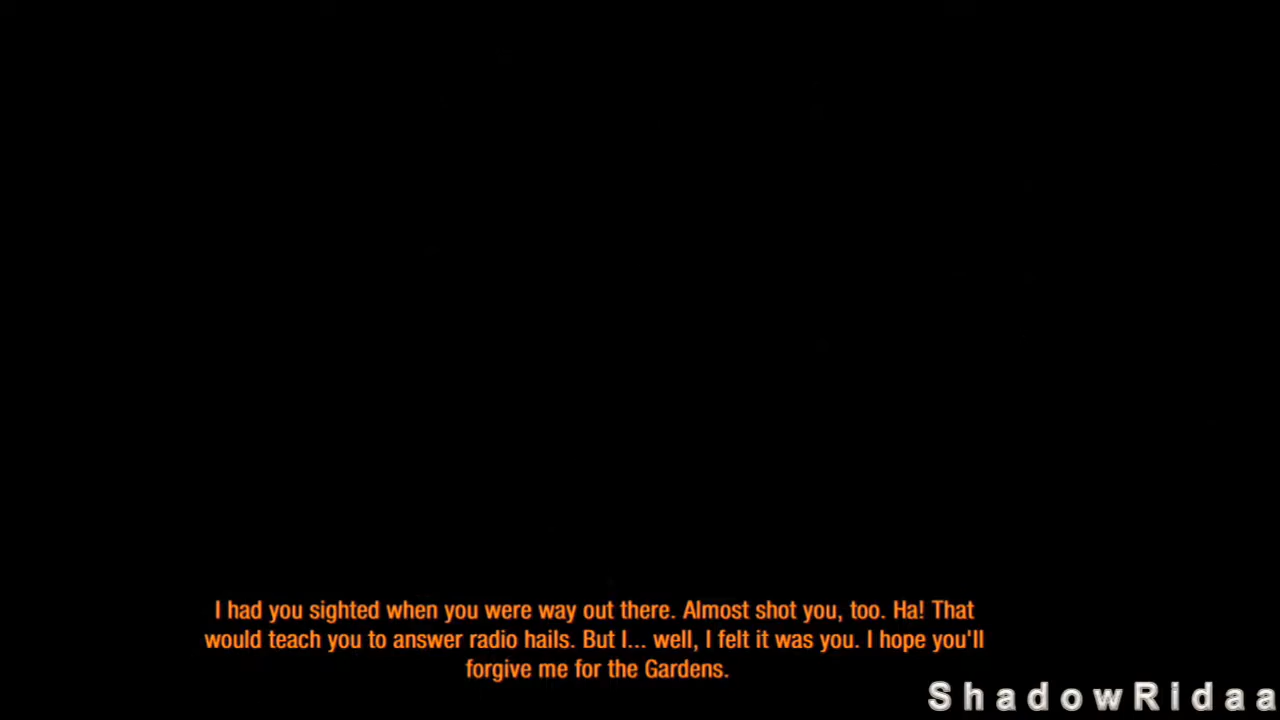 I had you sighted when you were way out there. Almost shot you, too. Ha! That
would teach you to answer radio hails. But I... well, I felt it was you. I hope you'll
forgive me for the Gardens.
ShadowRidaa